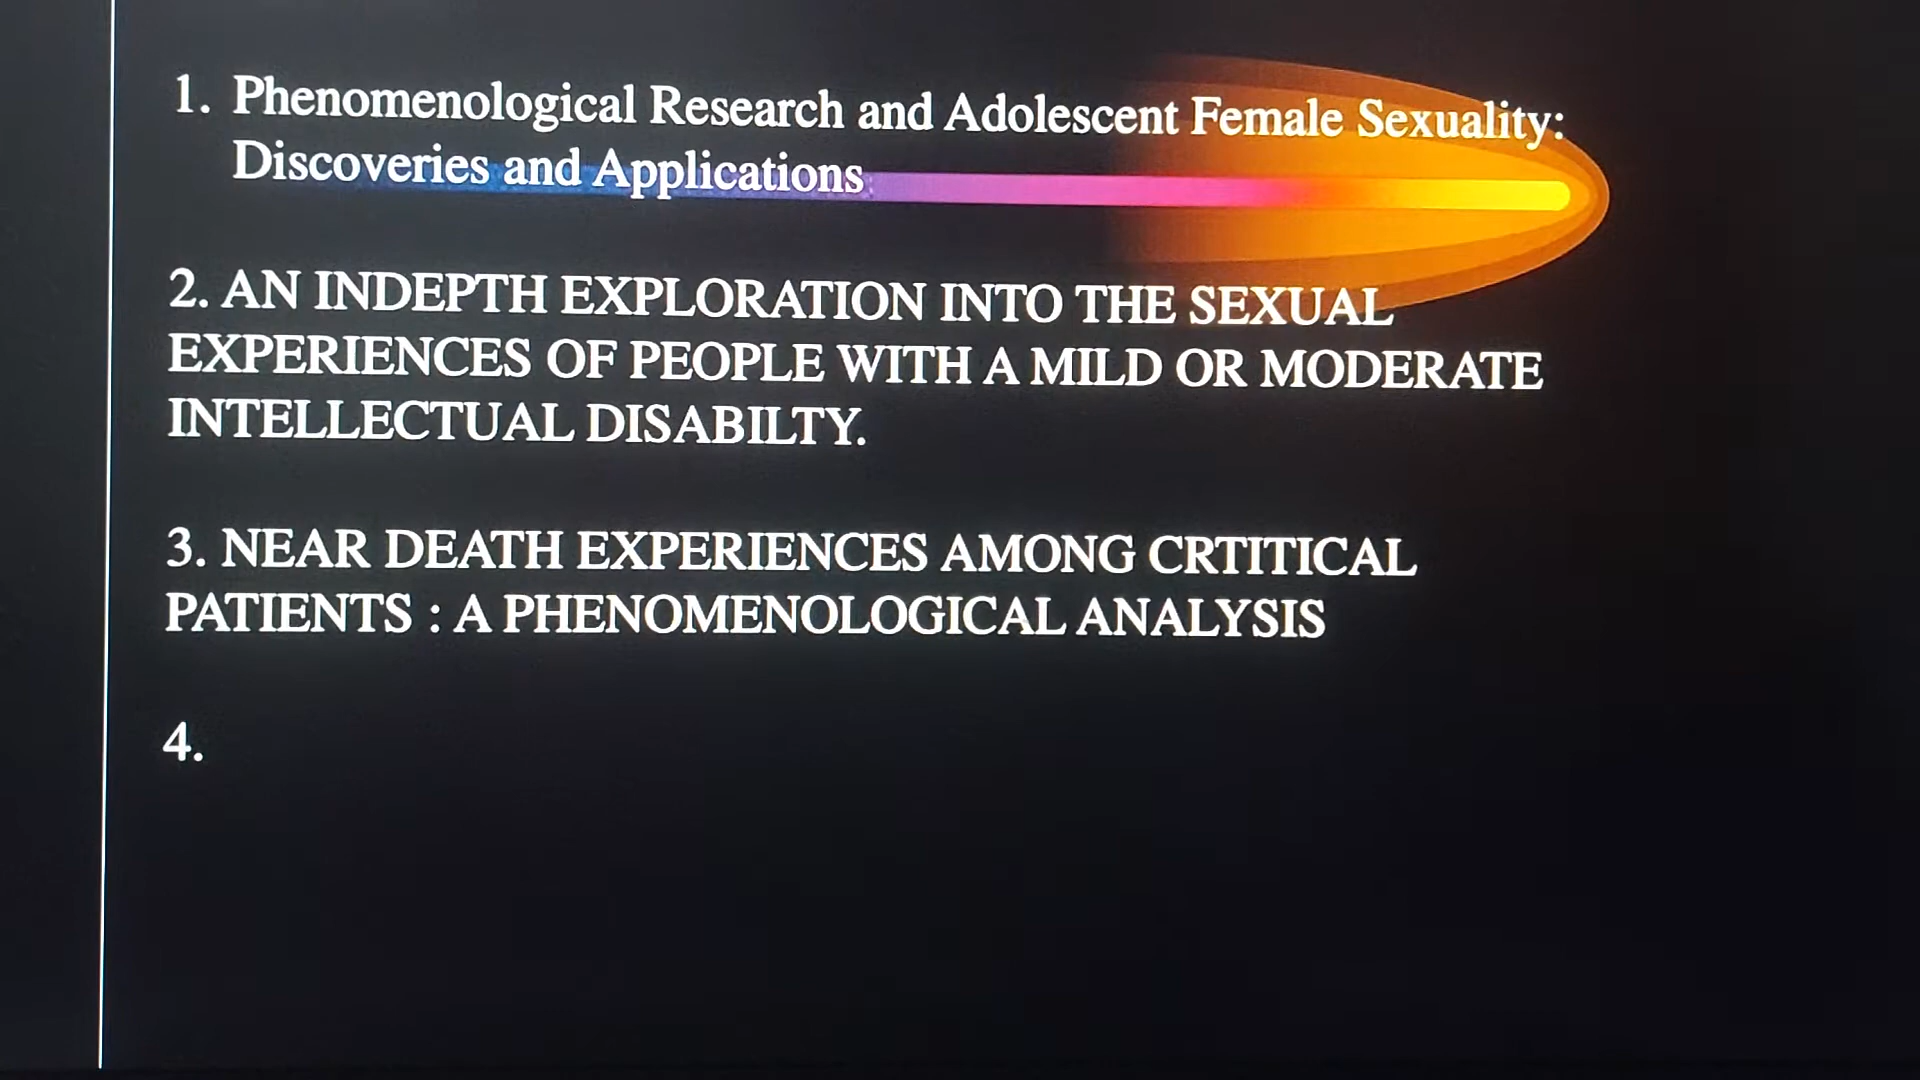 1. Phenomenological Research and Adolescent Female Sexuality:
Discoveries and Applications
2. AN INDEPTH EXPLORATION INTO THE SEXUAL
EXPERIENCES OF PEOPLE WITH A MILD OR MODERATE
INTELLECTUAL DISABILTY.
3. NEAR DEATH EXPERIENCES AMONG CRTITICAL
PATIENTS : A PHENOMENOLOGICAL ANALYSIS
4.